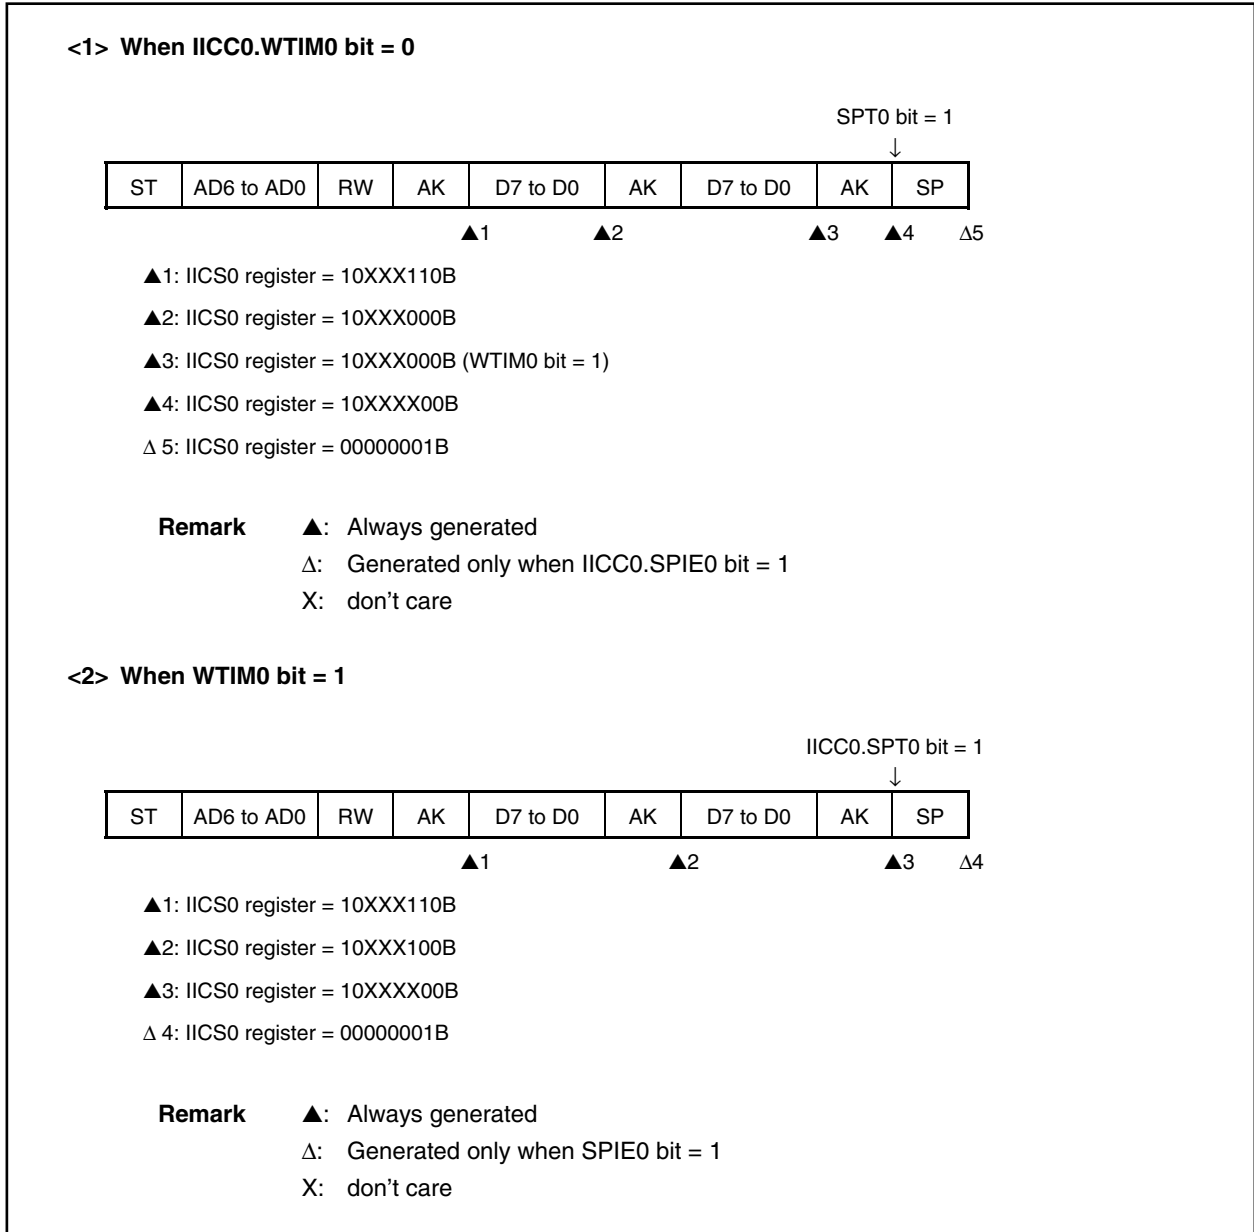 <1> When IICC0.WTIM0 bit = 0
SPT0 bit = 1
↓
ST AD6 to AD0 RW AK D7 to D0 AK D7 to D0 AK SP
▲1 ▲2 ▲3 ▲4 Δ5
▲1: IICS0 register = 10XXX110B
▲2: IICS0 register = 10XXX000B
▲3: IICS0 register = 10XXX000B (WTIM0 bit = 1)
▲4: IICS0 register = 10XXXX00B
Δ 5: IICS0 register = 00000001B
Remark ▲: Always generated
Δ: Generated only when IICC0.SPIE0 bit = 1
X: don't care
<2> When WTIM0 bit = 1
IICC0.SPT0 bit = 1
↓
ST AD6 to AD0 RW AK D7 to D0 AK D7 to D0 AK SP
▲1 ▲2 ▲3 Δ4
▲1: IICS0 register = 10XXX110B
▲2: IICS0 register = 10XXX100B
▲3: IICS0 register = 10XXXX00B
Δ 4: IICS0 register = 00000001B
Remark ▲: Always generated
Δ: Generated only when SPIE0 bit = 1
X: don't care